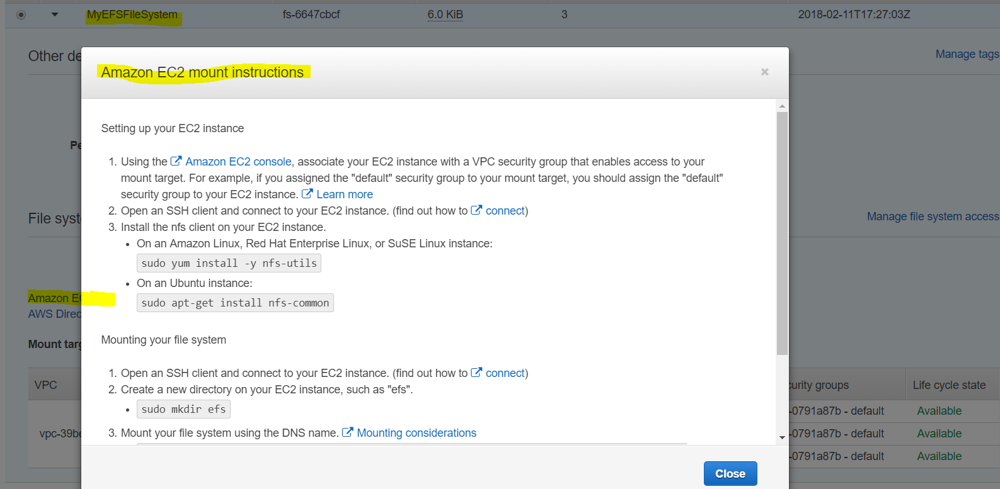 MyEFSFileSystem fs-6647cbcf 6.0 KiB 3 2018-02-11T17:27:03Z
Other de
Manage tags
Amazon EC2 mount instructions
×
Setting up your EC2 instance
1. Using the Amazon EC2 console, associate your EC2 instance with a VPC security group that enables access to your
mount target. For example, if you assigned the "default" security group to your mount target, you should assign the "default"
security group to your EC2 instance. Learn more
2. Open an SSH client and connect to your EC2 instance. (find out how to connect)
3. Install the nfs client on your EC2 instance.
• On an Amazon Linux, Red Hat Enterprise Linux, or SuSE Linux instance:
sudo yum install -y nfs-utils
• On an Ubuntu instance:
sudo apt-get install nfs-common
Mounting your file system
1. Open an SSH client and connect to your EC2 instance. (find out how to connect)
2. Create a new directory on your EC2 instance, such as "efs".
• sudo mkdir efs
3. Mount your file system using the DNS name. Mounting considerations
Close
Pe
File syst
Manage file system access
Amazon EC
AWS Direc
Mount targ
VPC
curity groups Life cycle state
vpc-39be
-0791a87b - default Available
-0791a87b - default Available
-0791a87b - default Available